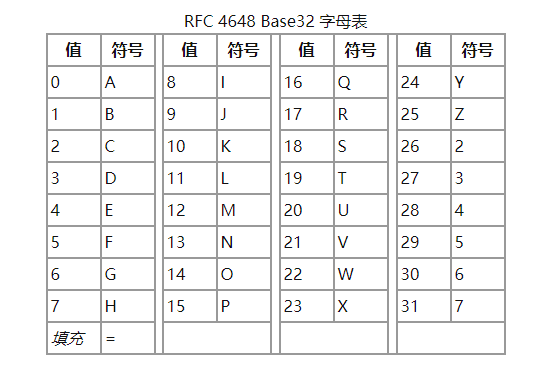 RFC 4648 Base32 字母表
值 符号 值 符号 值 符号 值 符号
0 A 8 I 16 Q 24 Y
1 B 9 J 17 R 25 Z
2 C 10 K 18 S 26 2
3 D 11 L 19 T 27 3
4 E 12 M 20 U 28 4
5 F 13 N 21 V 29 5
6 G 14 O 22 W 30 6
7 H 15 P 23 X 31 7
填充 =